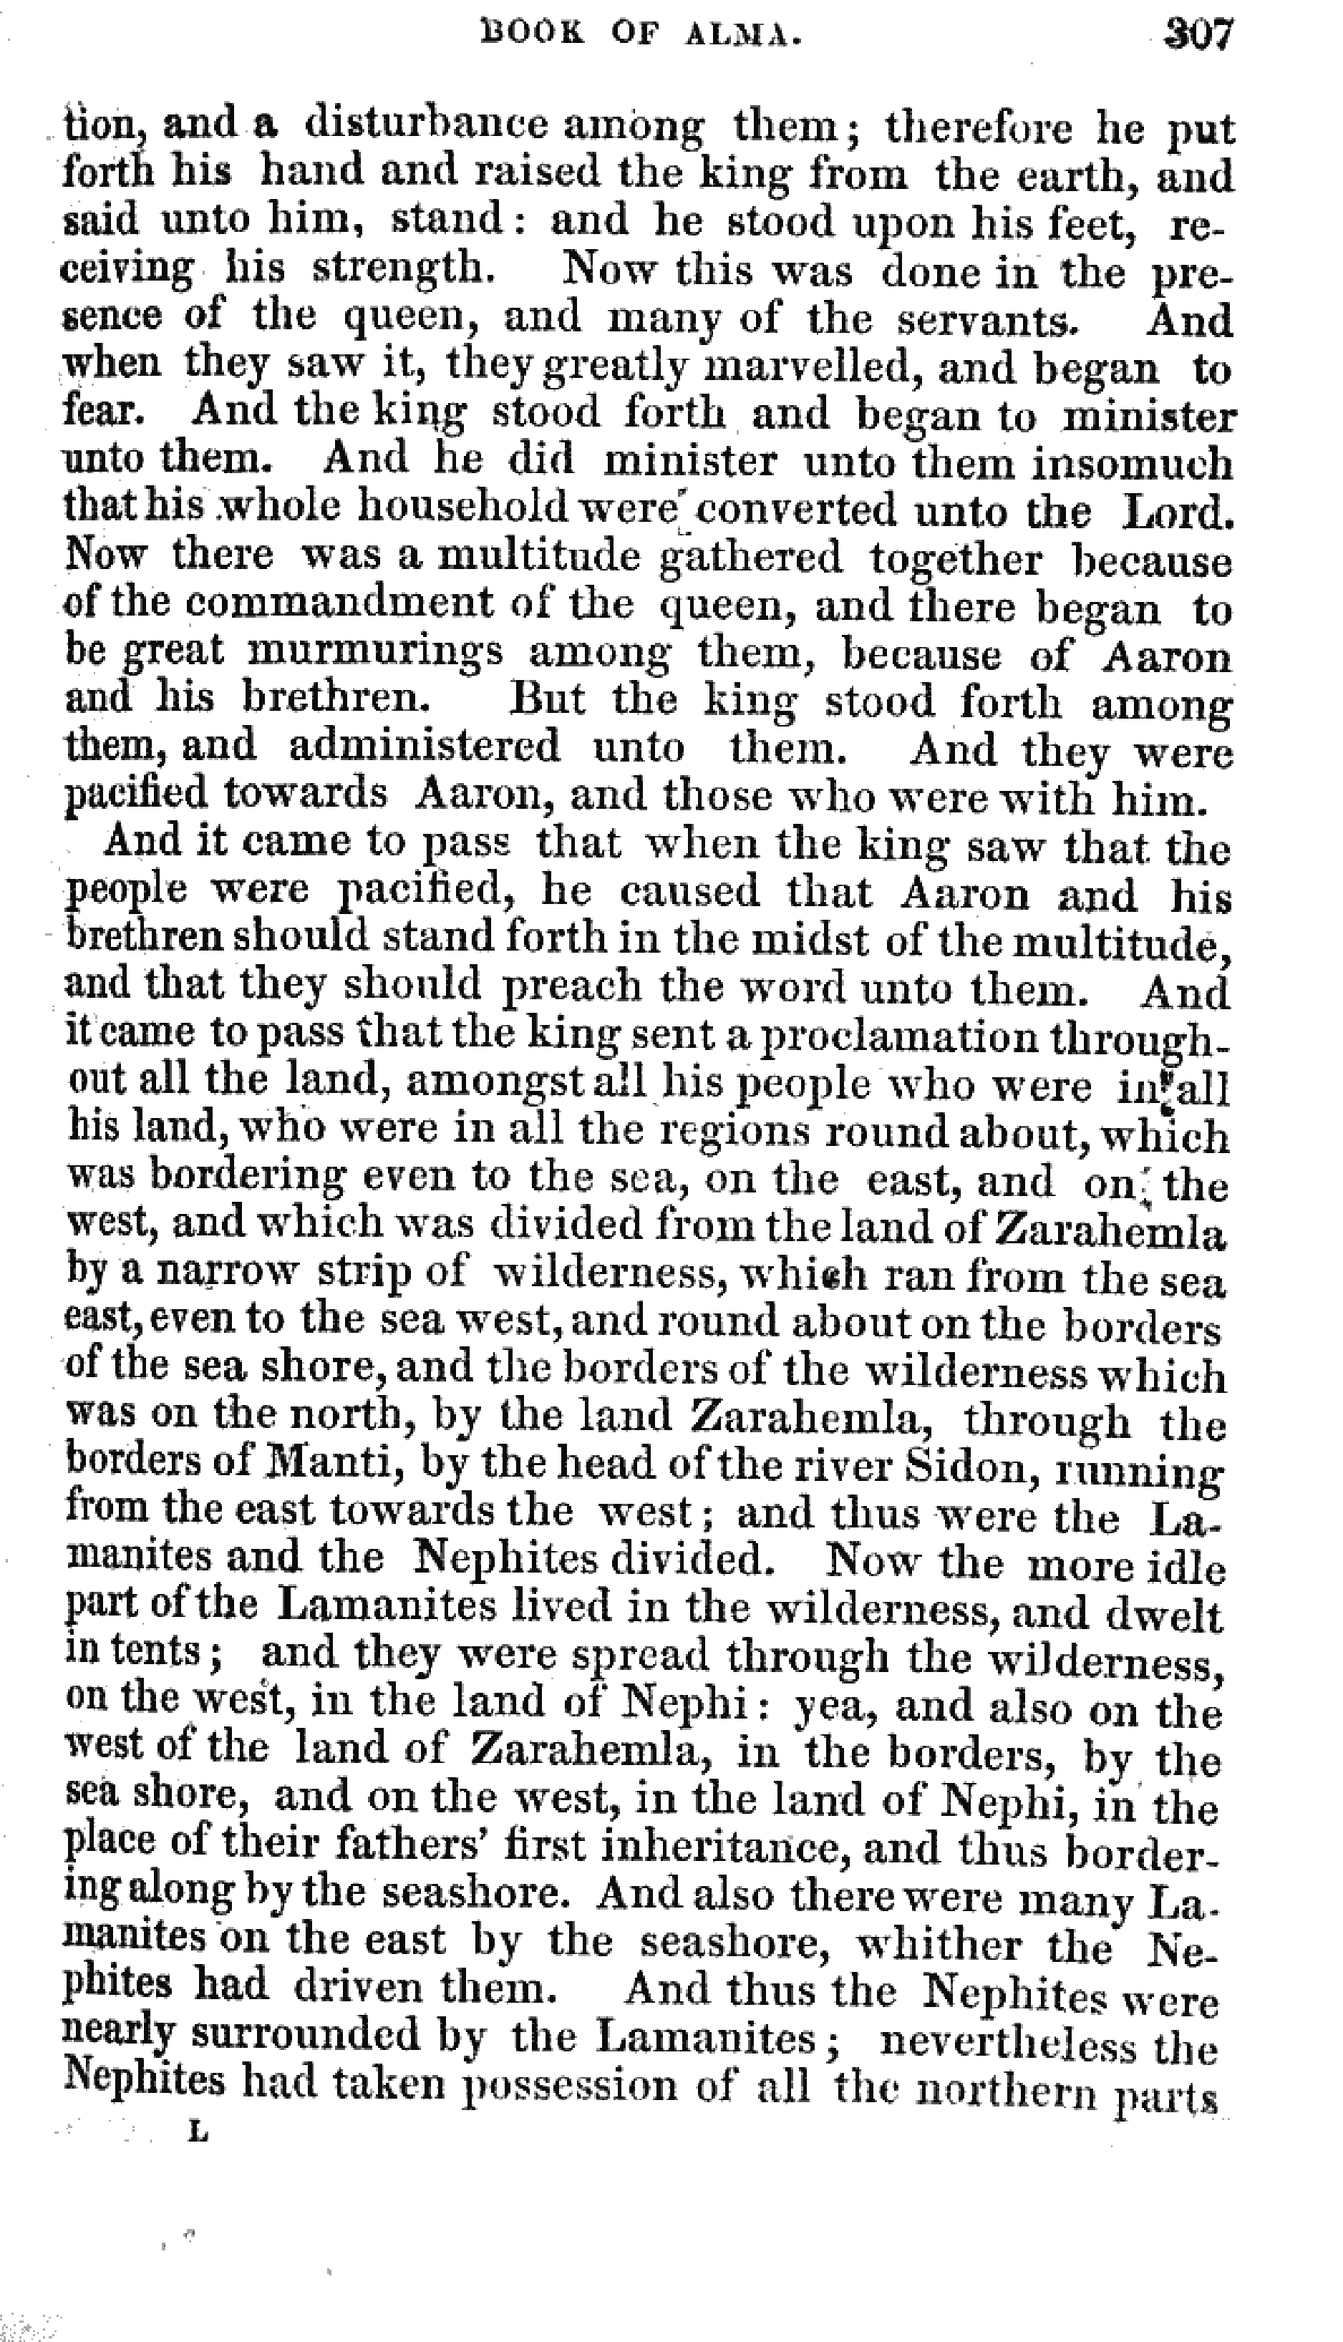 BOOK OF ALMA. 307
tion, and a disturbance among them; therefore he put
forth his hand and raised the king from the earth, and
said unto him, stand: and he stood upon his feet, re-
ceiving his strength. Now this was done in the pre-
sence of the queen, and many of the servants. And
when they saw it, they greatly marvelled, and began to
fear. And the king stood forth and began to minister
unto them. And he did minister unto them insomuch
that his whole household were converted unto the Lord.
Now there was a multitude gathered together because
of the commandment of the queen, and there began to
be great murmurings among them, because of Aaron
and his brethren. But the king stood forth among
them, and administered unto them. And they were
pacified towards Aaron, and those who were with him.
And it came to pass that when the king saw that the
people were pacified, he caused that Aaron and his
brethren should stand forth in the midst of the multitude,
and that they should preach the word unto them. And
it came to pass that the king sent a proclamation through-
out all the land, amongst all his people who were in all
his land, who were in all the regions round about, which
was bordering even to the sea, on the east, and on the
west, and which was divided from the land of Zarahemla
by a narrow strip of wilderness, which ran from the sea
east, even to the sea west, and round about on the borders
of the sea shore, and the borders of the wilderness which
was on the north, by the land Zarahemla, through the
borders of Manti, by the head of the river Sidon, running
from the east towards the west; and thus were the La-
manites and the Nephites divided. Now the more idle
part of the Lamanites lived in the wilderness, and dwelt
in tents; and they were spread through the wilderness,
on the west, in the land of Nephi: yea, and also on the
west of the land of Zarahemla, in the borders, by the
sea shore, and on the west, in the land of Nephi, in the
place of their fathers' first inheritance, and thus border-
ing along by the seashore. And also there were many La-
manites on the east by the seashore, whither the Ne-
phites had driven them. And thus the Nephites were
nearly surrounded by the Lamanites; nevertheless the
Nephites had taken possession of all the northern parts
L